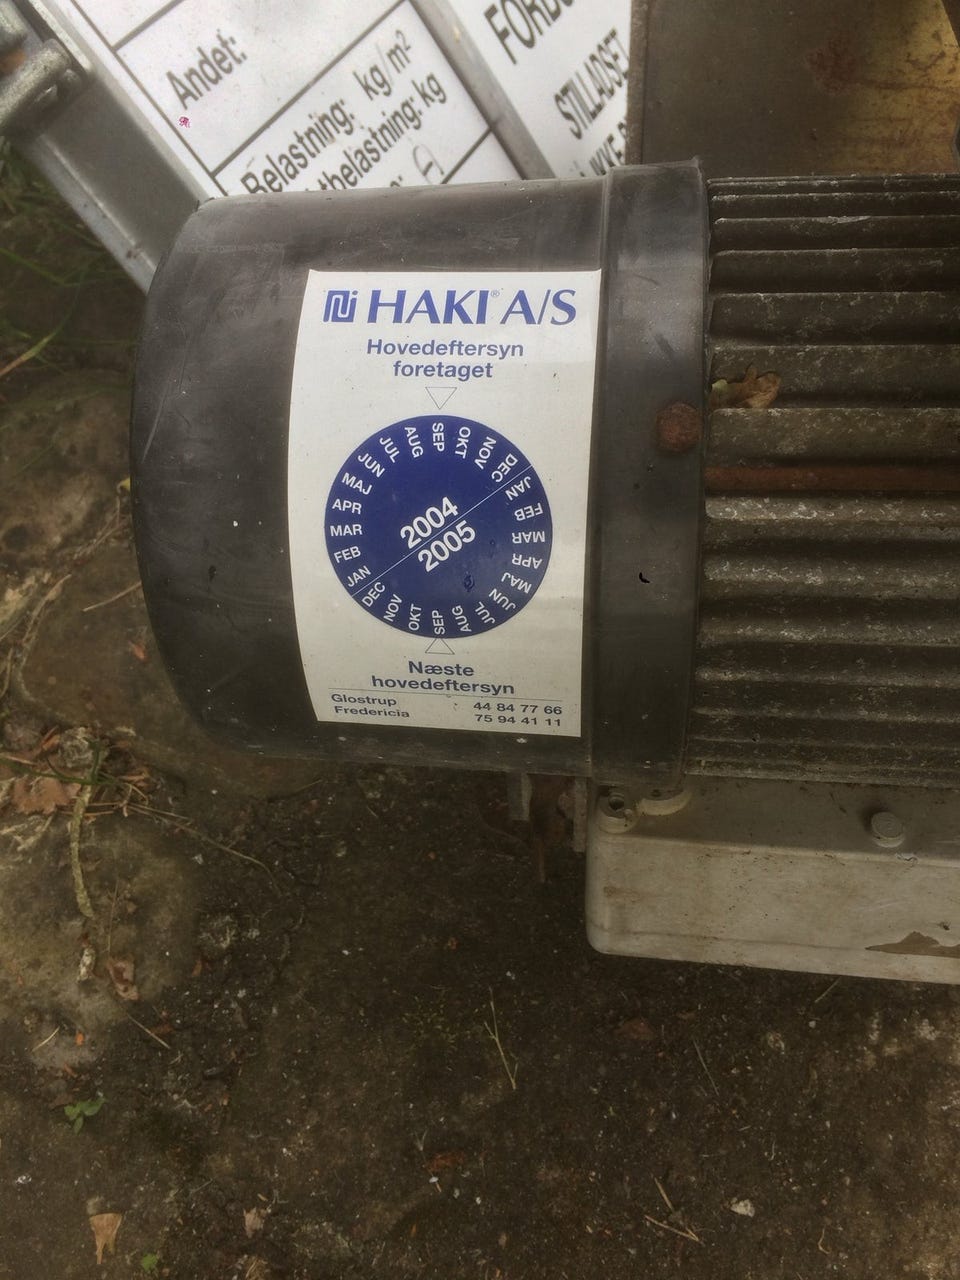 Andet:
Belastning: kg/m²
tbelastning: kg
STILLADSET
HAKI® A/S
Hovedeftersyn
foretaget
JAN FEB MAR APR MAJ JUN JUL AUG SEP OKT NOV DEC
2004
2005
JAN FEB MAR APR MAJ JUN JUL AUG SEP OKT NOV DEC
Næste
hovedeftersyn
Glostrup 44 84 77 66
Fredericia 75 94 41 11